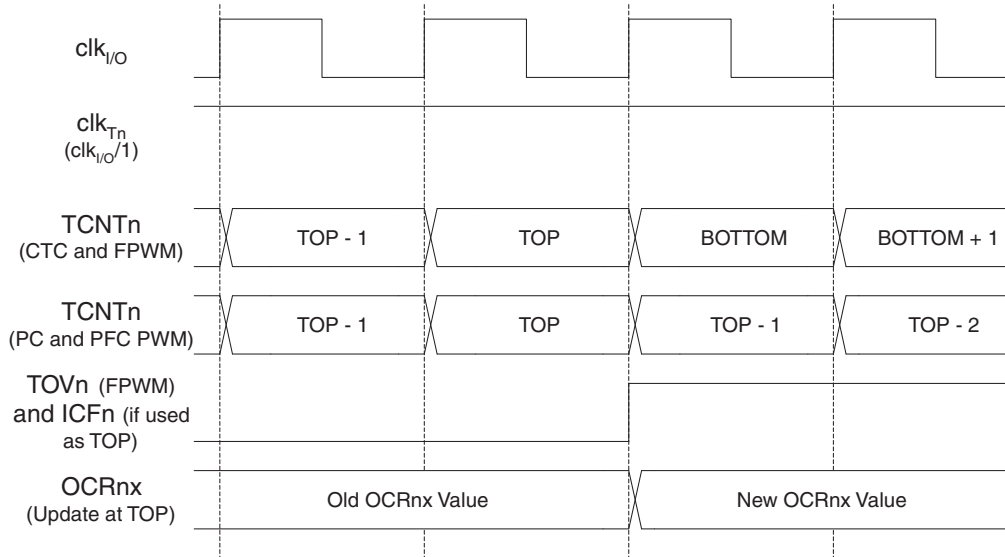 clkI/O
clkTn
(clkI/O/1)
TCNTn
(CTC and FPWM)
TOP - 1
TOP
BOTTOM
BOTTOM + 1
TCNTn
(PC and PFC PWM)
TOP - 1
TOP
TOP - 1
TOP - 2
TOVn (FPWM)
and ICFn (if used
as TOP)
OCRnx
(Update at TOP)
Old OCRnx Value
New OCRnx Value